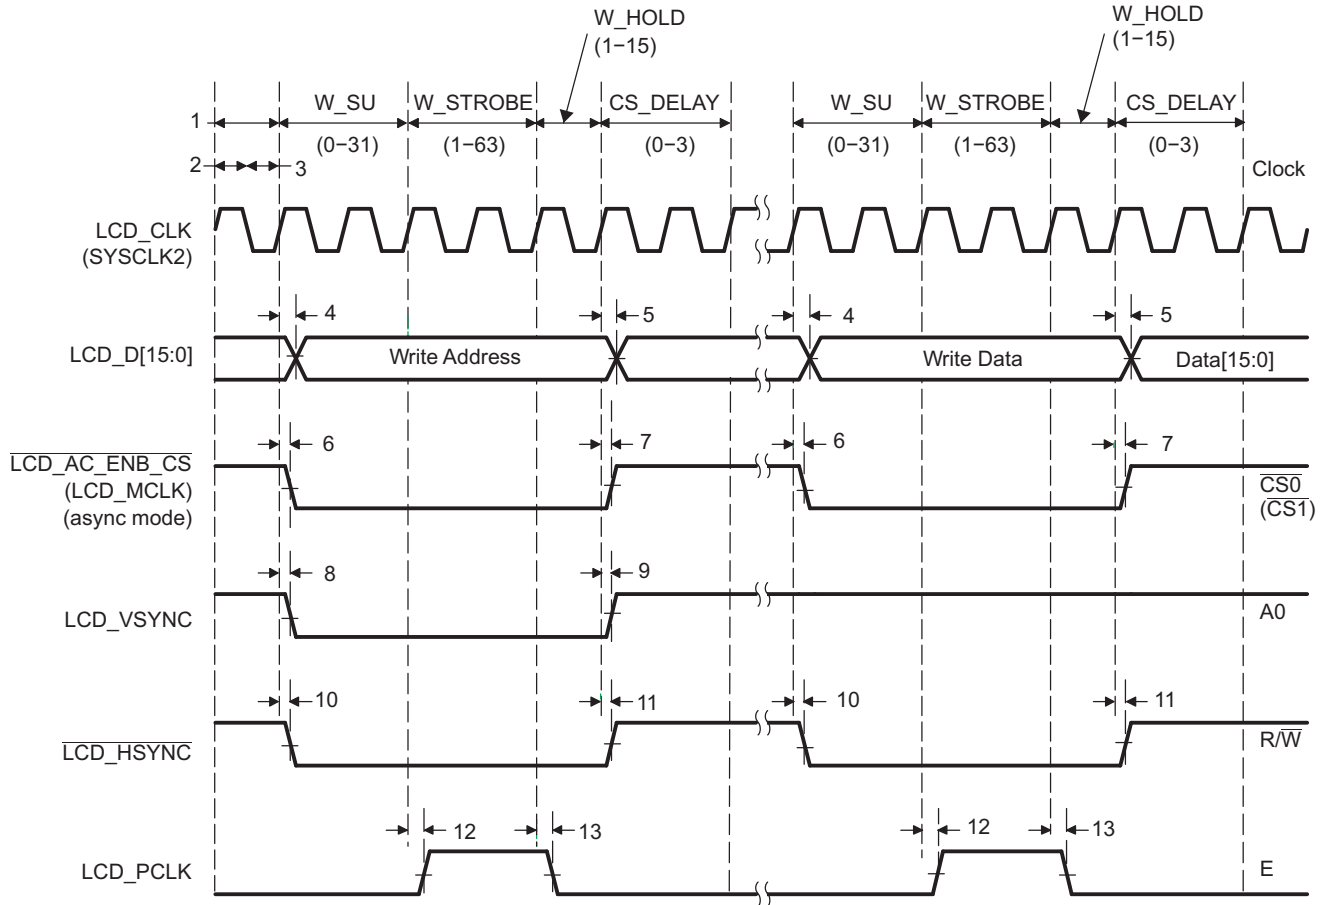 W_HOLD
(1−15)
W_HOLD
(1−15)
W_SU
W_STROBE
CS_DELAY
W_SU
W_STROBE
CS_DELAY
1
(0−31)
(1−63)
(0−3)
(0−31)
(1−63)
(0−3)
2
3
Clock
LCD_CLK
(SYSCLK2)
4
5
4
5
LCD_D[15:0]
Write Address
Write Data
Data[15:0]
6
7
6
7
LCD_AC_ENB_CS
(LCD_MCLK)
(async mode)
CS0
(CS1)
8
9
LCD_VSYNC
A0
10
11
10
11
LCD_HSYNC
R/W
12
13
12
13
LCD_PCLK
E